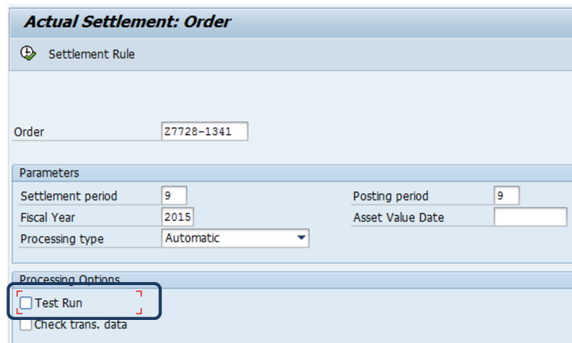 Actual Settlement: Order
Settlement Rule
Order Z7728-1341
Parameters
Settlement period 9 Posting period 9
Fiscal Year 2015 Asset Value Date
Processing type Automatic
Processing Options
Test Run
Check trans. data